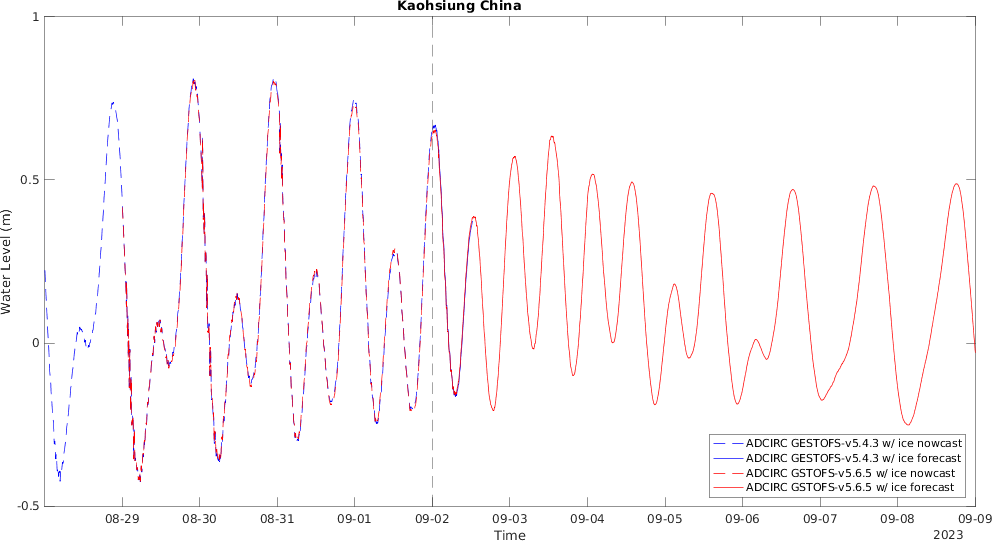 Kaohsiung China
1
0.5
0
-0.5
Water Level (m)
08-29 08-30 08-31 09-01 09-02 09-03 09-04 09-05 09-06 09-07 09-08 09-09
Time
2023
ADCIRC GESTOFS-v5.4.3 w/ ice nowcast
ADCIRC GESTOFS-v5.4.3 w/ ice forecast
ADCIRC GSTOFS-v5.6.5 w/ ice nowcast
ADCIRC GSTOFS-v5.6.5 w/ ice forecast